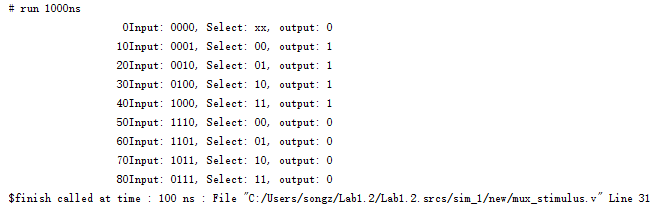 # run 1000ns
0Input: 0000, Select: xx, output: 0
10Input: 0001, Select: 00, output: 1
20Input: 0010, Select: 01, output: 1
30Input: 0100, Select: 10, output: 1
40Input: 1000, Select: 11, output: 1
50Input: 1110, Select: 00, output: 0
60Input: 1101, Select: 01, output: 0
70Input: 1011, Select: 10, output: 0
80Input: 0111, Select: 11, output: 0
$finish called at time : 100 ns : File "C:/Users/songz/Lab1.2/Lab1.2.srcs/sim_1/new/mux_stimulus.v" Line 31